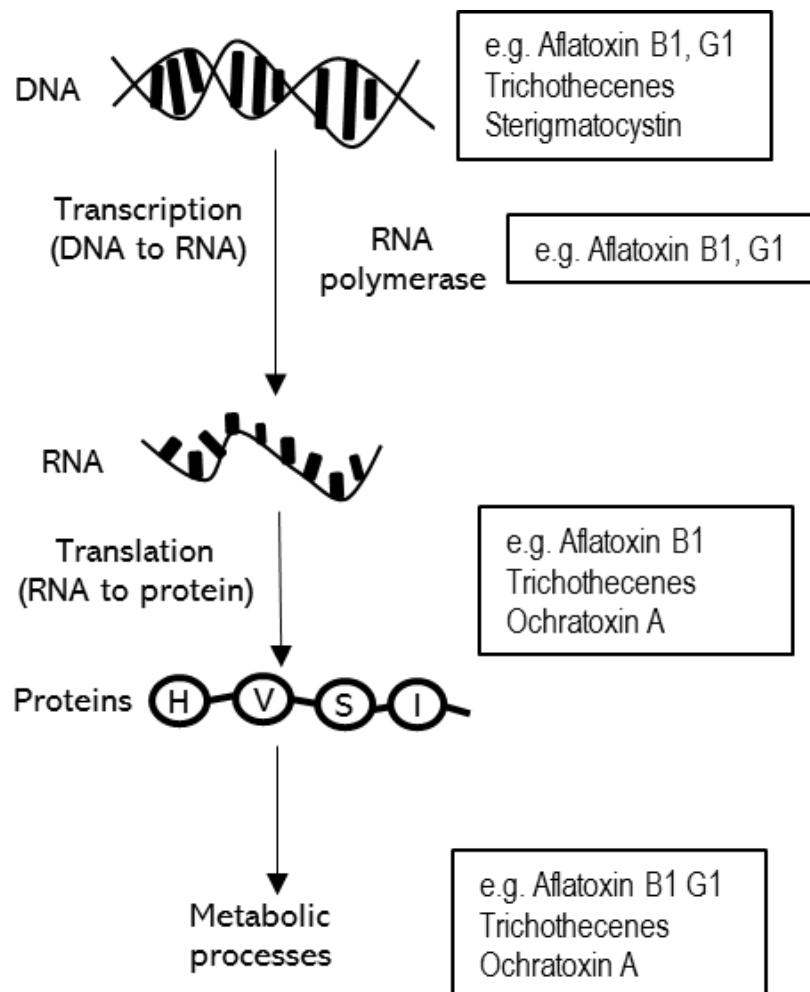 DNA
e.g. Aflatoxin B1, G1
Trichothecenes
Sterigmatocystin
Transcription
(DNA to RNA)
RNA
polymerase
e.g. Aflatoxin B1, G1
RNA
Translation
(RNA to protein)
e.g. Aflatoxin B1
Trichothecenes
Ochratoxin A
Proteins
H V S I
Metabolic
processes
e.g. Aflatoxin B1 G1
Trichothecenes
Ochratoxin A